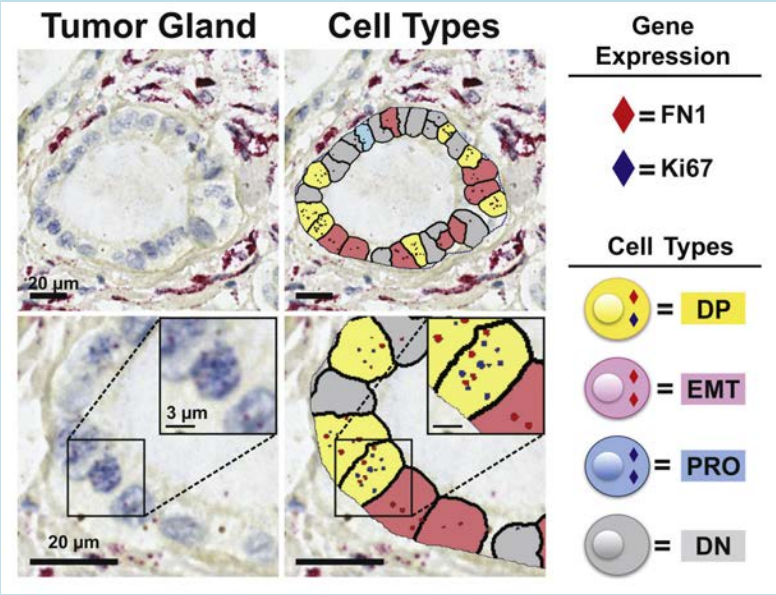 Tumor Gland
Cell Types
20 µm
3 µm
20 µm
Gene
Expression
= FN1
= Ki67
Cell Types
= DP
= EMT
= PRO
= DN